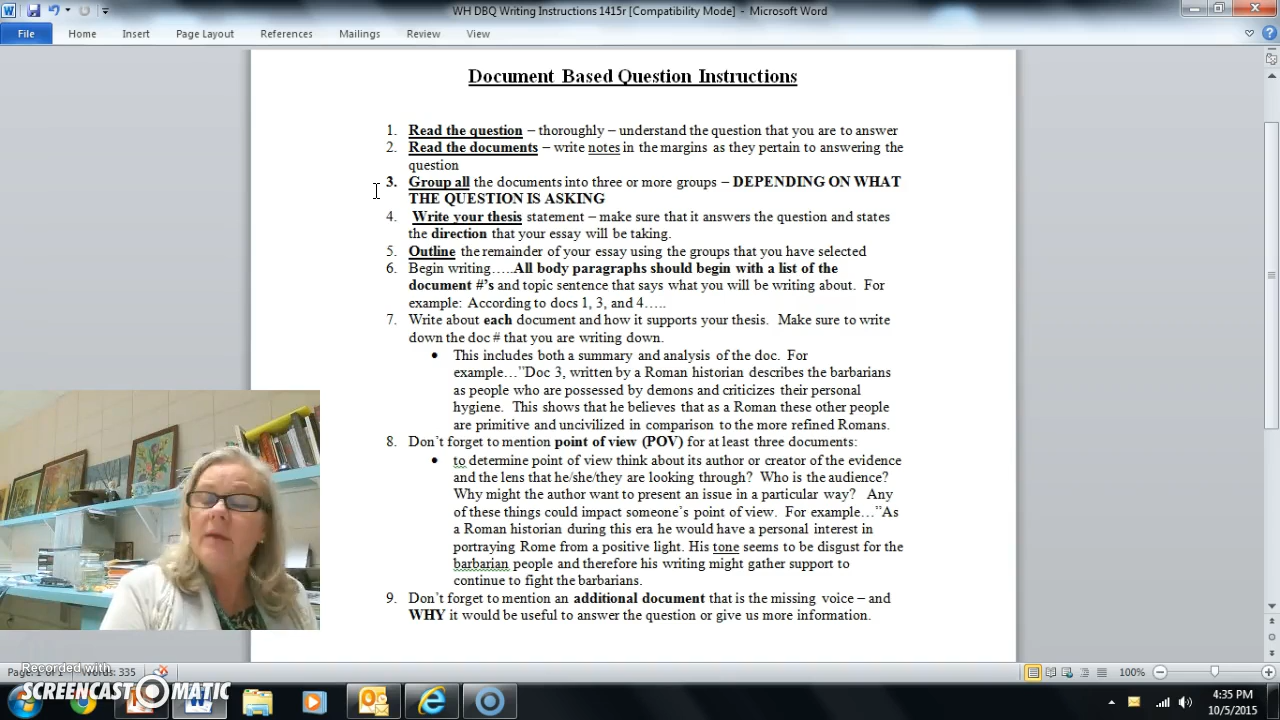 WH DBQ Writing Instructions 1415r [Compatibility Mode] - Microsoft Word
File Home Insert Page Layout References Mailings Review View
Document Based Question Instructions
1. Read the question – thoroughly – understand the question that you are to answer
2. Read the documents – write notes in the margins as they pertain to answering the
question
3. Group all the documents into three or more groups – DEPENDING ON WHAT
THE QUESTION IS ASKING
4. Write your thesis statement – make sure that it answers the question and states
the direction that your essay will be taking.
5. Outline the remainder of your essay using the groups that you have selected
6. Begin writing…..All body paragraphs should begin with a list of the
document #’s and topic sentence that says what you will be writing about. For
example: According to docs 1, 3, and 4…..
7. Write about each document and how it supports your thesis. Make sure to write
down the doc # that you are writing down.
• This includes both a summary and analysis of the doc. For
example…”Doc 3, written by a Roman historian describes the barbarians
as people who are possessed by demons and criticizes their personal
hygiene. This shows that he believes that as a Roman these other people
are primitive and uncivilized in comparison to the more refined Romans.
8. Don’t forget to mention point of view (POV) for at least three documents:
• to determine point of view think about its author or creator of the evidence
and the lens that he/she/they are looking through? Who is the audience?
Why might the author want to present an issue in a particular way? Any
of these things could impact someone’s point of view. For example…”As
a Roman historian during this era he would have a personal interest in
portraying Rome from a positive light. His tone seems to be disgust for the
barbarian people and therefore his writing might gather support to
continue to fight the barbarians.
9. Don’t forget to mention an additional document that is the missing voice – and
WHY it would be useful to answer the question or give us more information.
Page: 1 of 1 Words: 335 100%
Recorded with
SCREENCAST MATIC
4:35 PM
10/5/2015